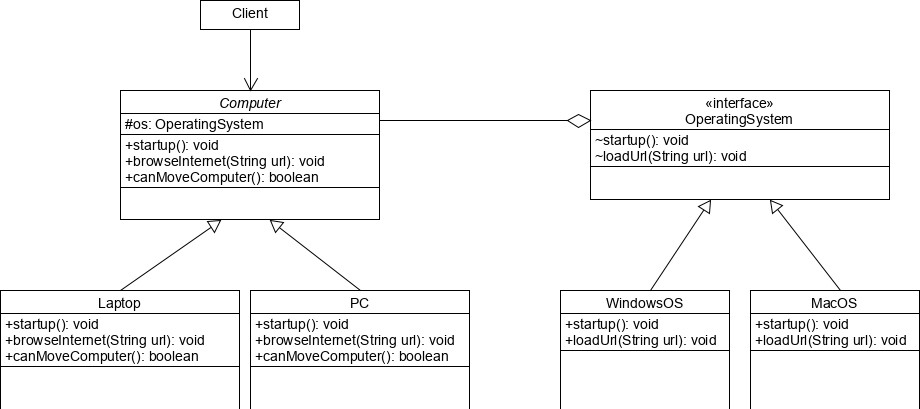 Client
Computer
#os: OperatingSystem
+startup(): void
+browseInternet(String url): void
+canMoveComputer(): boolean
«interface»
OperatingSystem
~startup(): void
~loadUrl(String url): void
Laptop
+startup(): void
+browseInternet(String url): void
+canMoveComputer(): boolean
PC
+startup(): void
+browseInternet(String url): void
+canMoveComputer(): boolean
WindowsOS
+startup(): void
+loadUrl(String url): void
MacOS
+startup(): void
+loadUrl(String url): void